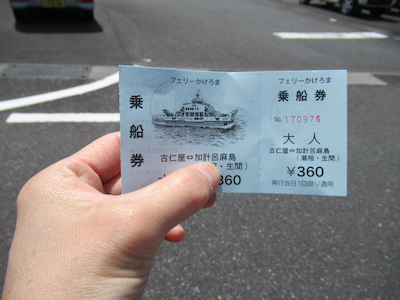 フェリーかけろま
乗船券
古仁屋⇔加計呂麻島
・生間)
360
フェリーかけろま
乗船券
No.170976
大人
古仁屋⇔加計呂麻島
(瀬相・生間)
¥360
発行当日1回限り通用